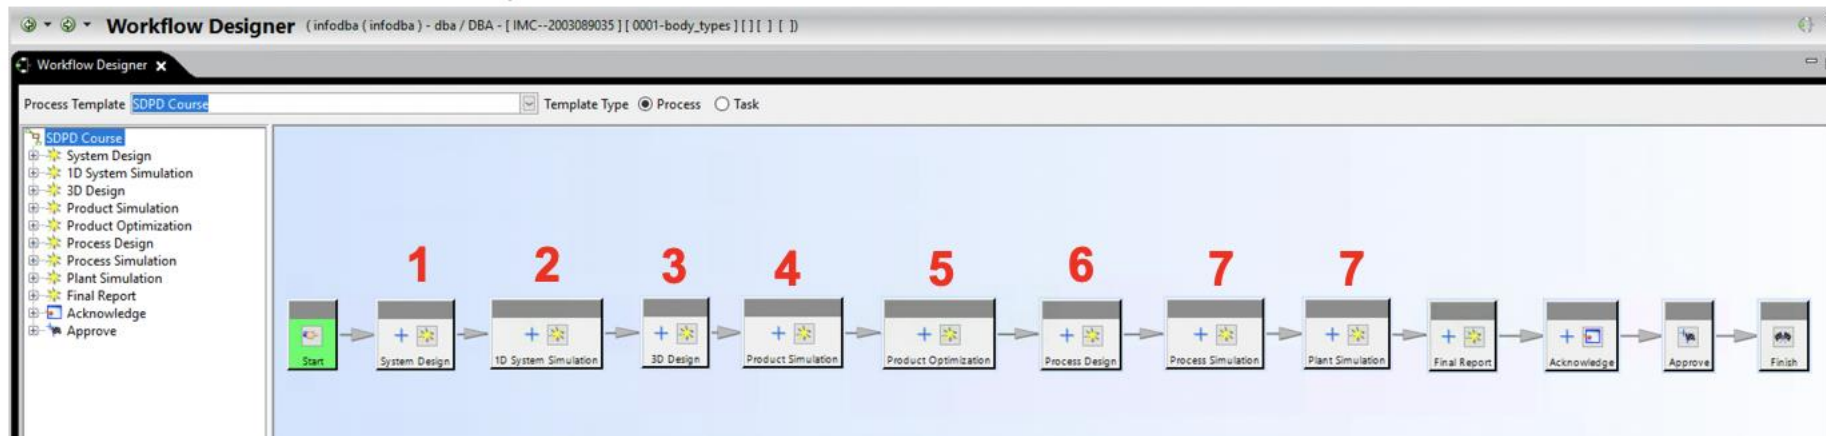 Workflow Designer ( infodba ( infodba ) - dba / DBA - [ IMC--2003089035 ] [ 0001-body_types ] [ ] [ ] [ ])
Workflow Designer
Process Template SDPD Course Template Type Process Task
SDPD Course
System Design
1D System Simulation
3D Design
Product Simulation
Product Optimization
Process Design
Process Simulation
Plant Simulation
Final Report
Acknowledge
Approve
1 2 3 4 5 6 7 7
Start System Design 1D System Simulation 3D Design Product Simulation Product Optimization Process Design Process Simulation Plant Simulation Final Report Acknowledge Approve Finish